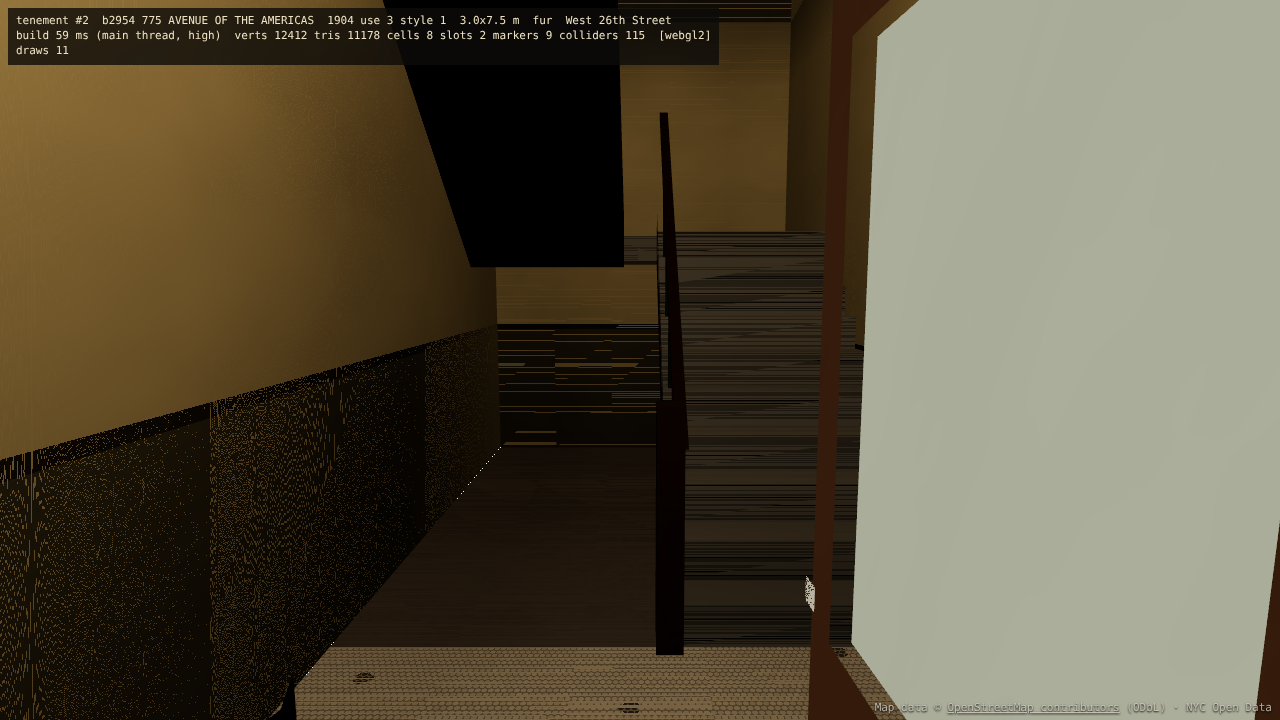 tenement #2  b2954 775 AVENUE OF THE AMERICAS  1904 use 3 style 1  3.0x7.5 m  fur  West 26th Street
build 59 ms (main thread, high)  verts 12412 tris 11178 cells 8 slots 2 markers 9 colliders 115  [webgl2]
draws 11
Map data © OpenStreetMap contributors (ODbL) · NYC Open Data